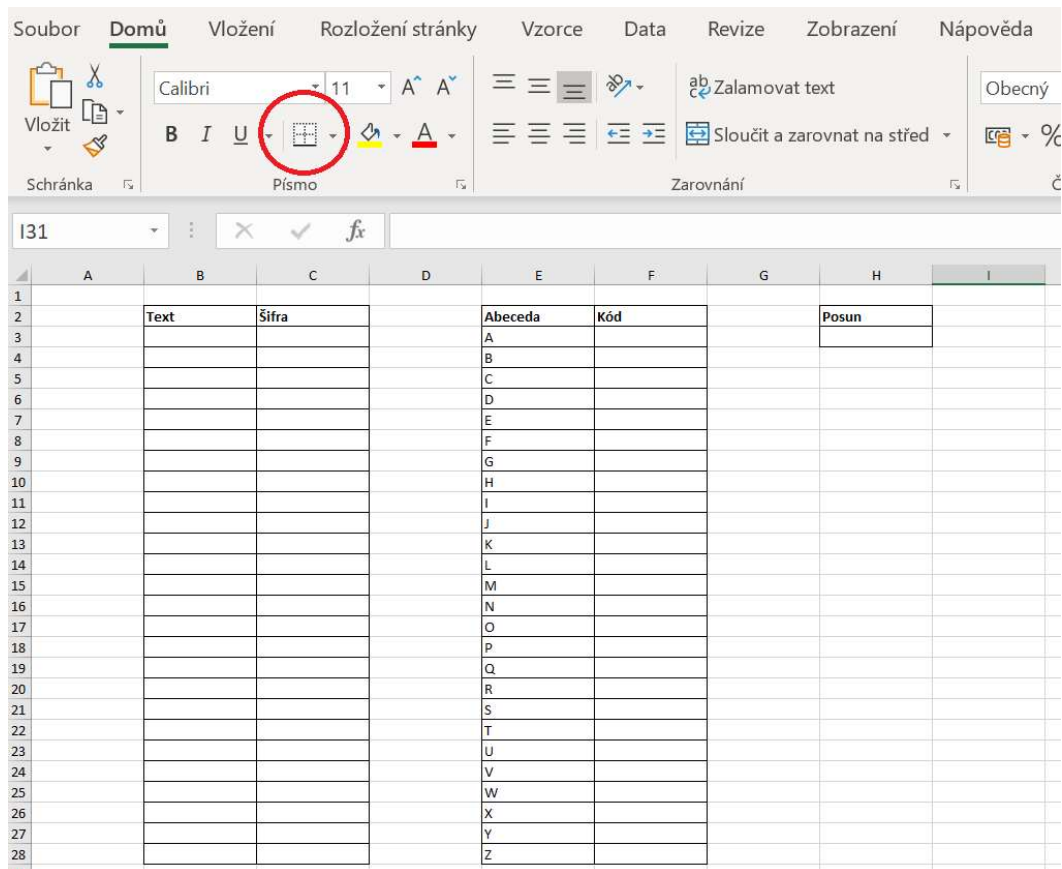 Soubor Domů Vložení Rozložení stránky Vzorce Data Revize Zobrazení Nápověda
Calibri 11 A A ab Zalamovat text Obecný
Vložit B I U A Sloučit a zarovnat na střed %
Schránka Písmo Zarovnání Č
I31 fx
A B C D E F G H I
1
2 Text Šifra Abeceda Kód Posun
3 A
4 B
5 C
6 D
7 E
8 F
9 G
10 H
11 I
12 J
13 K
14 L
15 M
16 N
17 O
18 P
19 Q
20 R
21 S
22 T
23 U
24 V
25 W
26 X
27 Y
28 Z